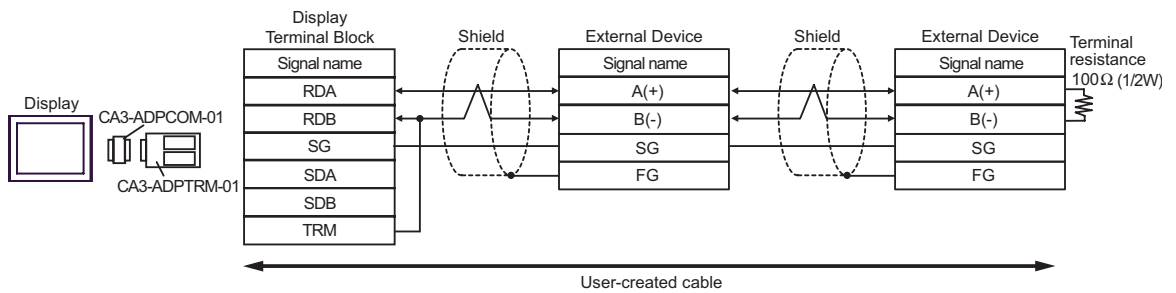 Display
CA3-ADPCOM-01
CA3-ADPTRM-01
Display
Terminal Block
Signal name
RDA
RDB
SG
SDA
SDB
TRM
Shield
External Device
Signal name
A(+)
B(-)
SG
FG
Shield
External Device
Signal name
A(+)
B(-)
SG
FG
Terminal
resistance
100Ω (1/2W)
User-created cable